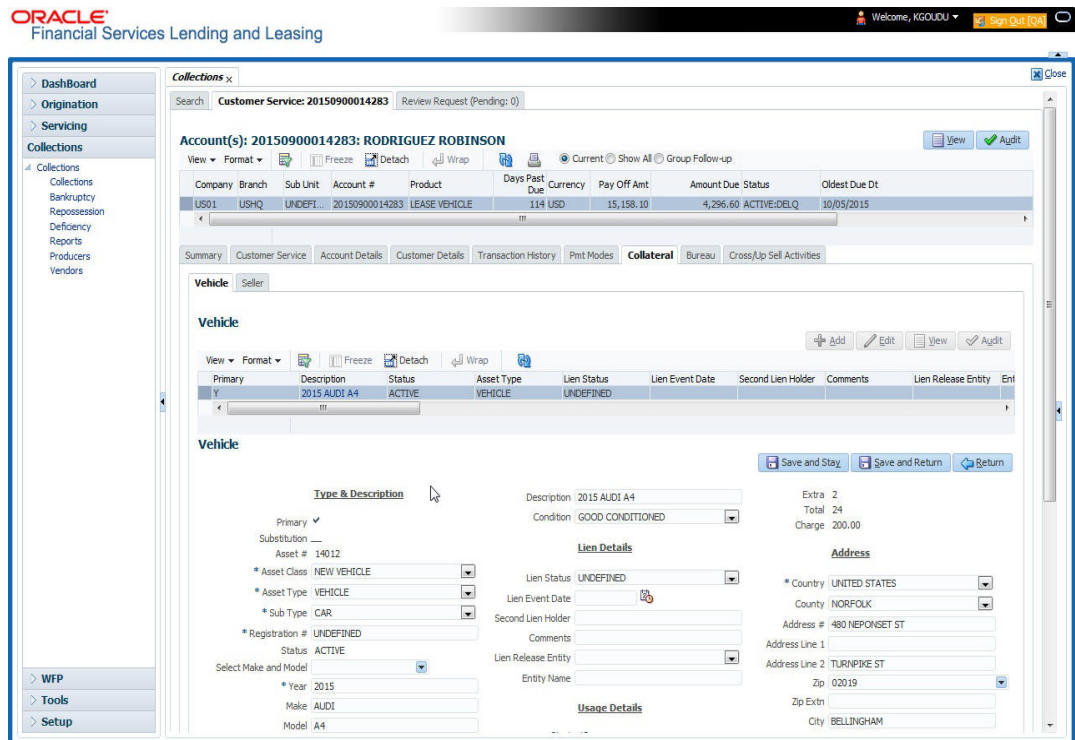 ORACLE
Financial Services Lending and Leasing
Welcome, KGOUDU
Sign Out [QA]
Close
DashBoard
Origination
Servicing
Collections
Collections
Collections
Bankruptcy
Repossession
Deficiency
Reports
Producers
Vendors
WFP
Tools
Setup
Collections x
Search Customer Service: 20150900014283 Review Request (Pending: 0)
Account(s): 20150900014283: RODRIGUEZ ROBINSON
View Audit
View Format Freeze Detach Wrap Current Show All Group Follow-up
Company Branch Sub Unit Account # Product Days Past Due Currency Pay Off Amt Amount Due Status Oldest Due Dt
US01 USHQ UNDEFI... 20150900014283 LEASE VEHICLE 114 USD 15,158.10 4,296.60 ACTIVE:DELQ 10/05/2015
Summary Customer Service Account Details Customer Details Transaction History Pmt Modes Collateral Bureau Cross/Up Sell Activities
Vehicle Seller
Vehicle
Add Edit View Audit
View Format Freeze Detach Wrap
Primary Description Status Asset Type Lien Status Lien Event Date Second Lien Holder Comments Lien Release Entity Ent
Y 2015 AUDI A4 ACTIVE VEHICLE UNDEFINED
Vehicle
Save and Stay Save and Return Return
Type & Description
Primary
Substitution
Asset # 14012
* Asset Class NEW VEHICLE
* Asset Type VEHICLE
* Sub Type CAR
* Registration # UNDEFINED
Status ACTIVE
Select Make and Model
* Year 2015
Make AUDI
Model A4
Description 2015 AUDI A4
Condition GOOD CONDITIONED
Lien Details
Lien Status UNDEFINED
Lien Event Date
Second Lien Holder
Comments
Lien Release Entity
Entity Name
Usage Details
Extra 2
Total 24
Charge 200.00
Address
* Country UNITED STATES
County NORFOLK
Address # 480 NEPONSET ST
Address Line 1
Address Line 2 TURNPIKE ST
Zip 02019
Zip Extn
City BELLINGHAM